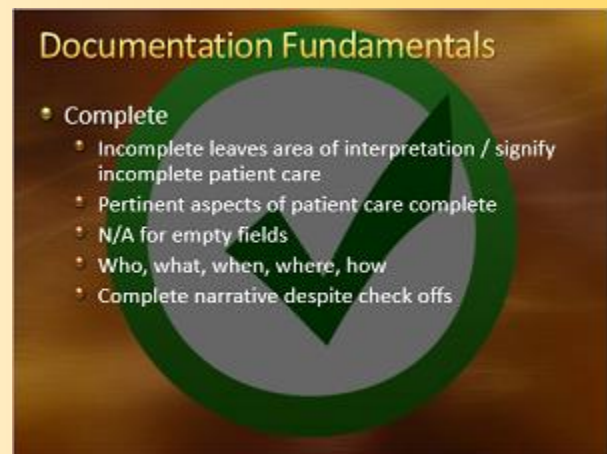 Documentation Fundamentals
Complete
Incomplete leaves area of interpretation / signify
incomplete patient care
Pertinent aspects of patient care complete
N/A for empty fields
Who, what, when, where, how
Complete narrative despite check offs